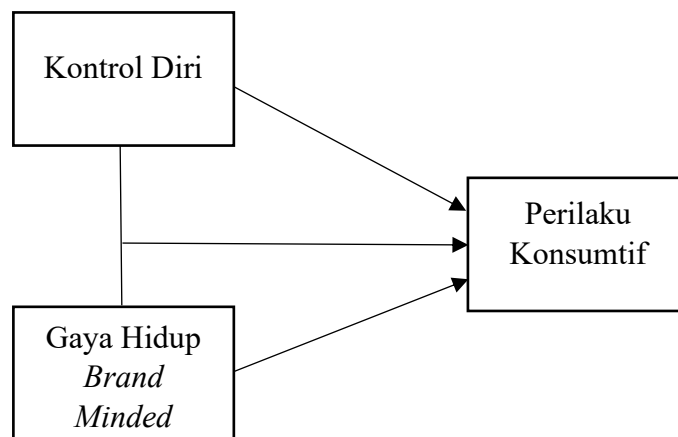 Kontrol Diri
Perilaku
Konsumtif
Gaya Hidup
Brand
Minded